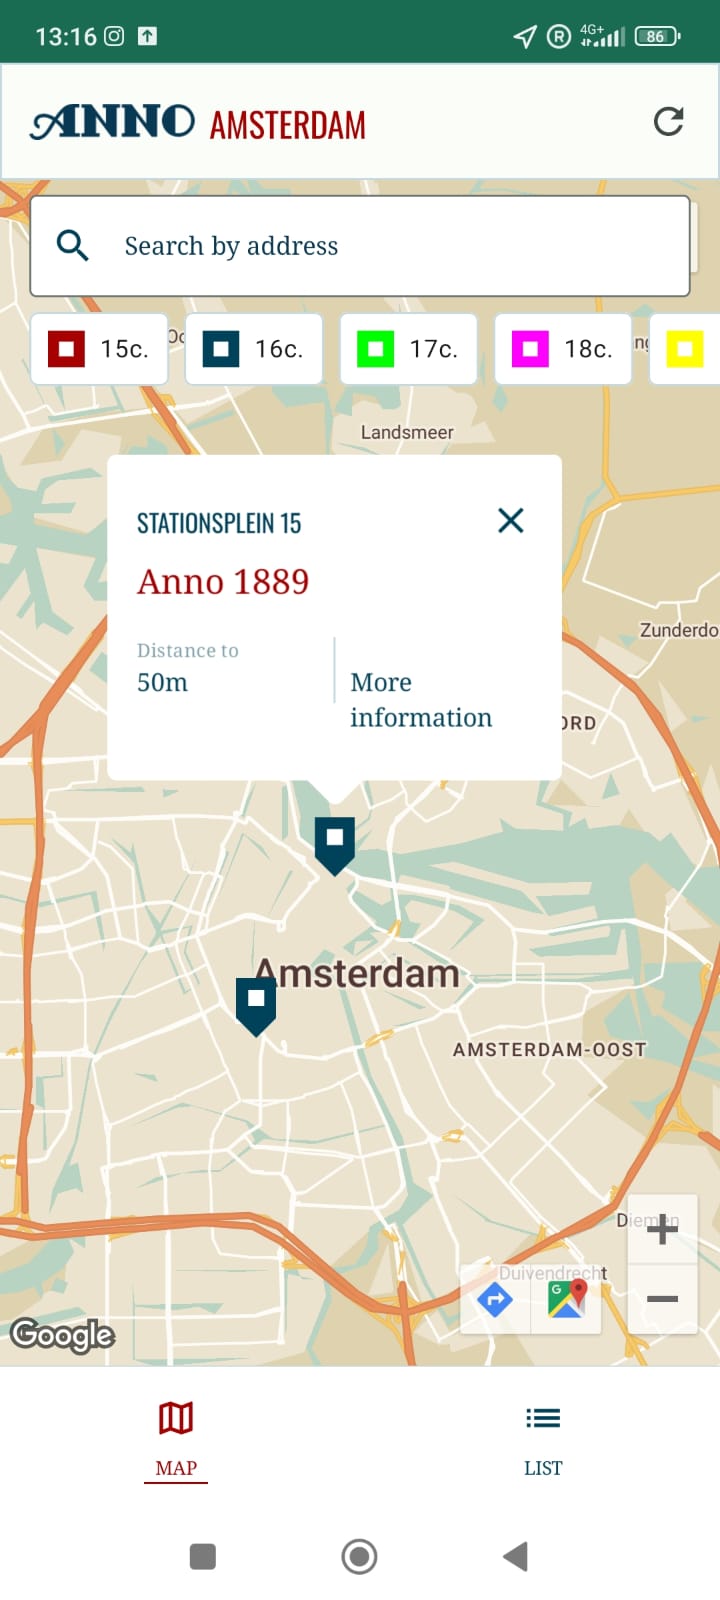 13:16
R
4G+
86
ANNO AMSTERDAM
Search by address
15c.
16c.
17c.
18c.
Landsmeer
STATIONSPLEIN 15
Anno 1889
Distance to
50m
More
information
Zunderdo
ORD
Amsterdam
AMSTERDAM-OOST
Diemen
Duivendrecht
G
Google
MAP
LIST